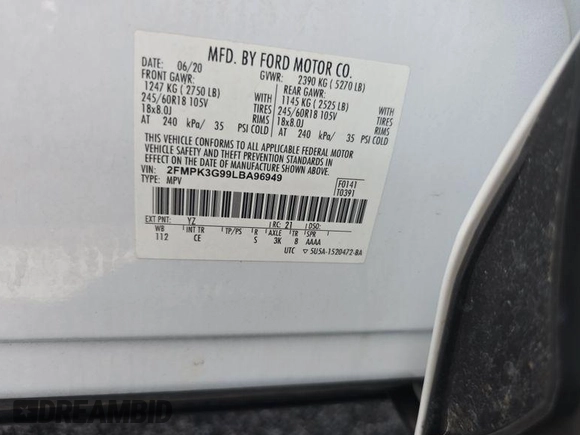 MFD. BY FORD MOTOR CO.
DATE: 06/20 GVWR: 2390 KG ( 5270 LB)
FRONT GAWR: REAR GAWR:
1247 KG ( 2750 LB) WITH 1145 KG ( 2525 LB) WITH
245/60R18 105V TIRES 245/60R18 105V TIRES
18x8.0J RIMS 18x8.0J RIMS
AT 240 kPa/ 35 PSI COLD AT 240 kPa/ 35 PSI COLD
THIS VEHICLE CONFORMS TO ALL APPLICABLE FEDERAL MOTOR
VEHICLE SAFETY AND THEFT PREVENTION STANDARDS IN EFFECT
ON THE DATE OF MANUFACTURE SHOWN ABOVE.
VIN: 2FMPK3G99LBA96949
TYPE: MPV
F0141
T0391
EXT PNT: YZ RC: 21 DSO:
WB INT TR TP/PS R AXLE TR SPR
112 CE S 3K 8 AAAA
UTC ▽ 5U5A-1520472-BA
DREAMBID